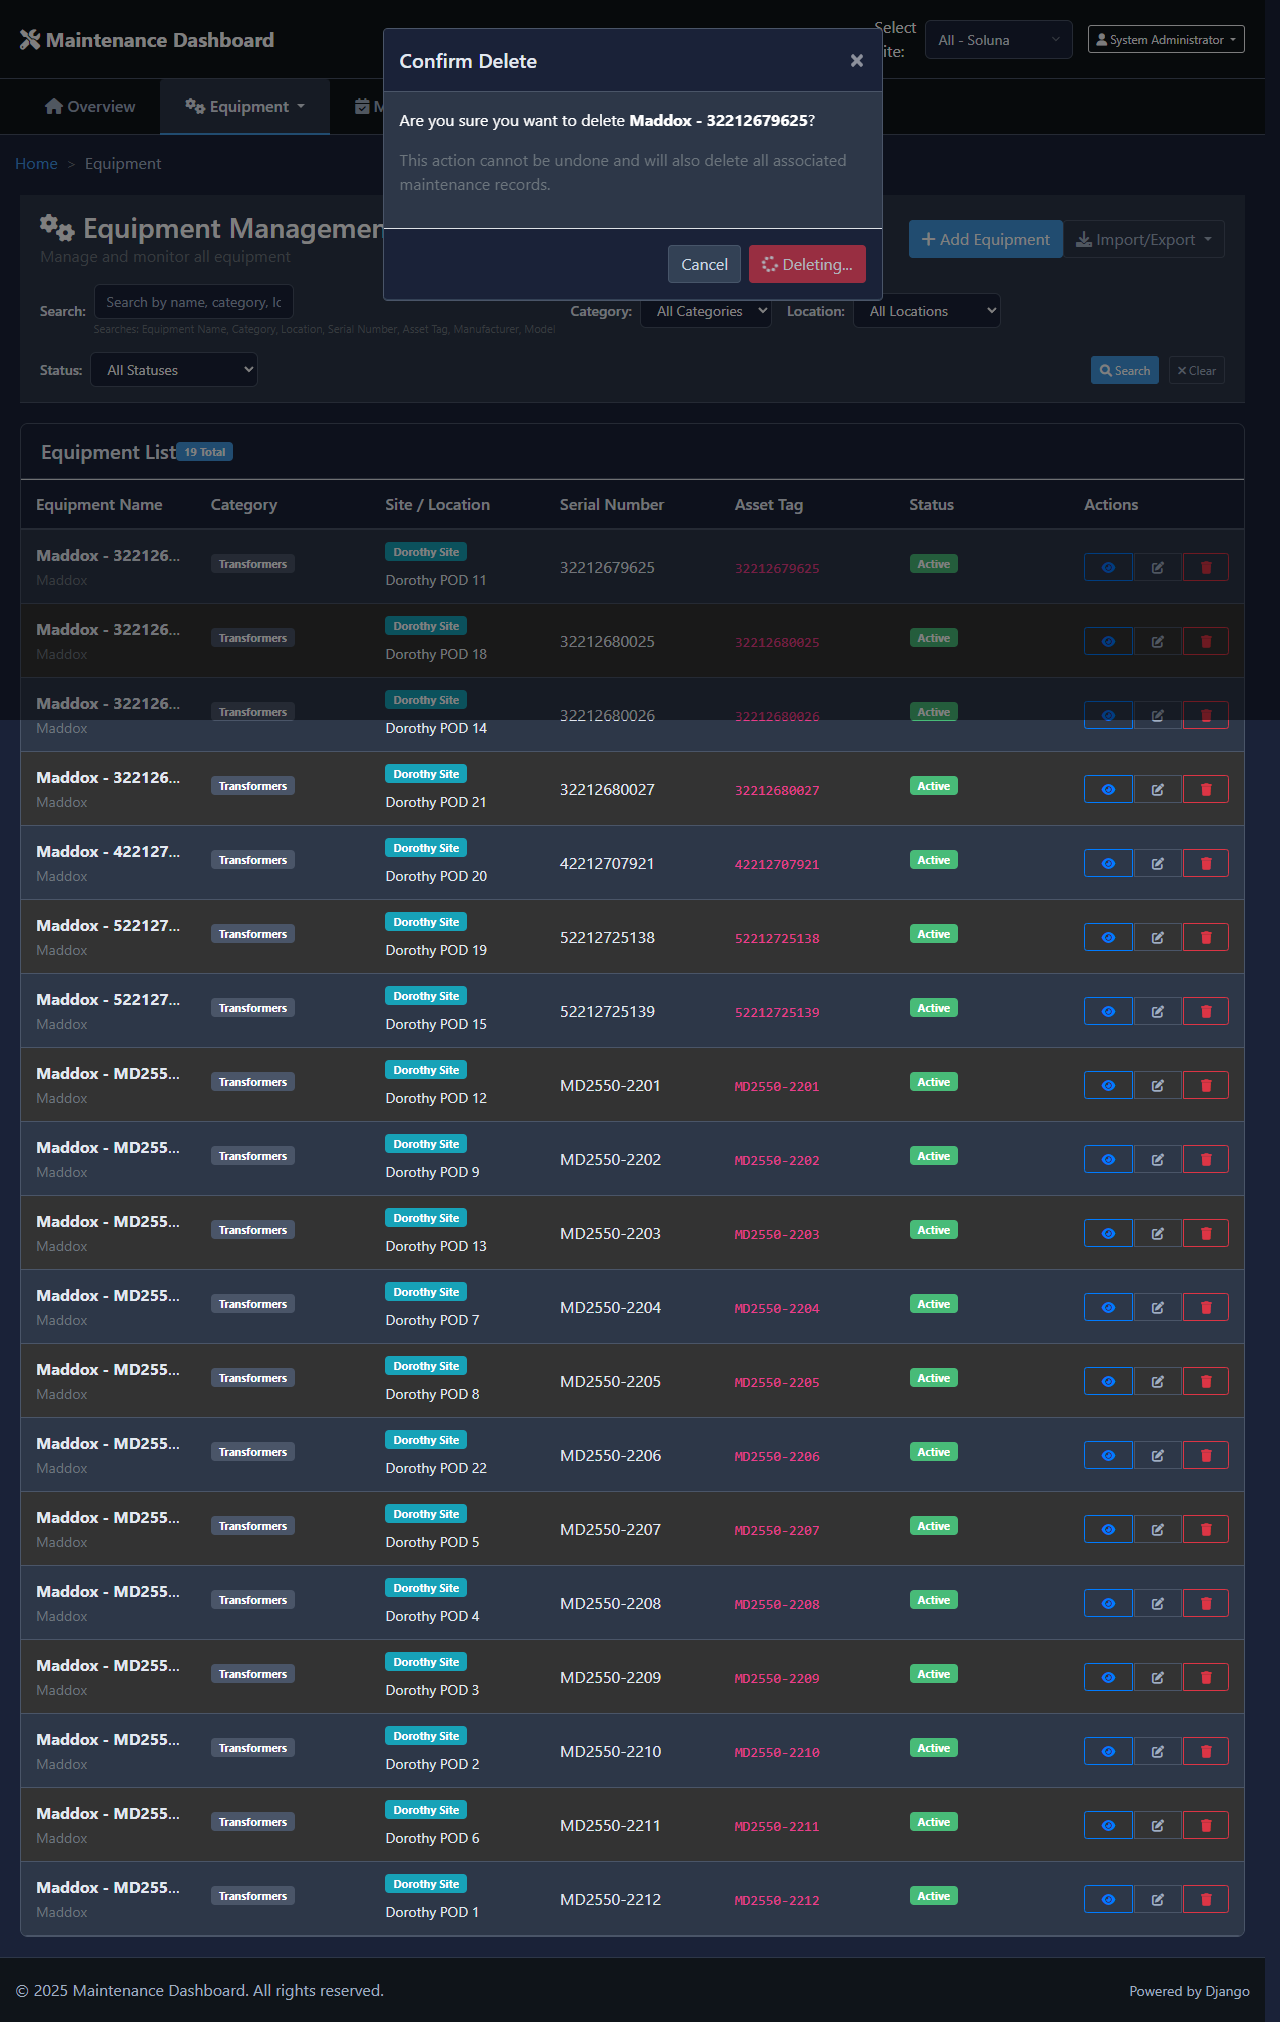 Maintenance Dashboard
Select
ite:
All - Soluna
System Administrator
Overview
Equipment
M
Confirm Delete
×
Are you sure you want to delete Maddox - 32212679625?
This action cannot be undone and will also delete all associated
maintenance records.
Cancel
Deleting...
Home > Equipment
Equipment Managemen
Manage and monitor all equipment
+ Add Equipment
Import/Export
Search:
Search by name, category, lc
Searches: Equipment Name, Category, Location, Serial Number, Asset Tag, Manufacturer, Model
Category:
All Categories
Location:
All Locations
Status:
All Statuses
Search
× Clear
Equipment List 19 Total
Equipment Name Category Site / Location Serial Number Asset Tag Status Actions
Maddox - 322126... Transformers Dorothy Site 32212679625 32212679625 Active
Maddox Dorothy POD 11
Maddox - 322126... Transformers Dorothy Site 32212680025 32212680025 Active
Maddox Dorothy POD 18
Maddox - 322126... Transformers Dorothy Site 32212680026 32212680026 Active
Maddox Dorothy POD 14
Maddox - 322126... Transformers Dorothy Site 32212680027 32212680027 Active
Maddox Dorothy POD 21
Maddox - 422127... Transformers Dorothy Site 42212707921 42212707921 Active
Maddox Dorothy POD 20
Maddox - 522127... Transformers Dorothy Site 52212725138 52212725138 Active
Maddox Dorothy POD 19
Maddox - 522127... Transformers Dorothy Site 52212725139 52212725139 Active
Maddox Dorothy POD 15
Maddox - MD255... Transformers Dorothy Site MD2550-2201 MD2550-2201 Active
Maddox Dorothy POD 12
Maddox - MD255... Transformers Dorothy Site MD2550-2202 MD2550-2202 Active
Maddox Dorothy POD 9
Maddox - MD255... Transformers Dorothy Site MD2550-2203 MD2550-2203 Active
Maddox Dorothy POD 13
Maddox - MD255... Transformers Dorothy Site MD2550-2204 MD2550-2204 Active
Maddox Dorothy POD 7
Maddox - MD255... Transformers Dorothy Site MD2550-2205 MD2550-2205 Active
Maddox Dorothy POD 8
Maddox - MD255... Transformers Dorothy Site MD2550-2206 MD2550-2206 Active
Maddox Dorothy POD 22
Maddox - MD255... Transformers Dorothy Site MD2550-2207 MD2550-2207 Active
Maddox Dorothy POD 5
Maddox - MD255... Transformers Dorothy Site MD2550-2208 MD2550-2208 Active
Maddox Dorothy POD 4
Maddox - MD255... Transformers Dorothy Site MD2550-2209 MD2550-2209 Active
Maddox Dorothy POD 3
Maddox - MD255... Transformers Dorothy Site MD2550-2210 MD2550-2210 Active
Maddox Dorothy POD 2
Maddox - MD255... Transformers Dorothy Site MD2550-2211 MD2550-2211 Active
Maddox Dorothy POD 6
Maddox - MD255... Transformers Dorothy Site MD2550-2212 MD2550-2212 Active
Maddox Dorothy POD 1
© 2025 Maintenance Dashboard. All rights reserved.
Powered by Django